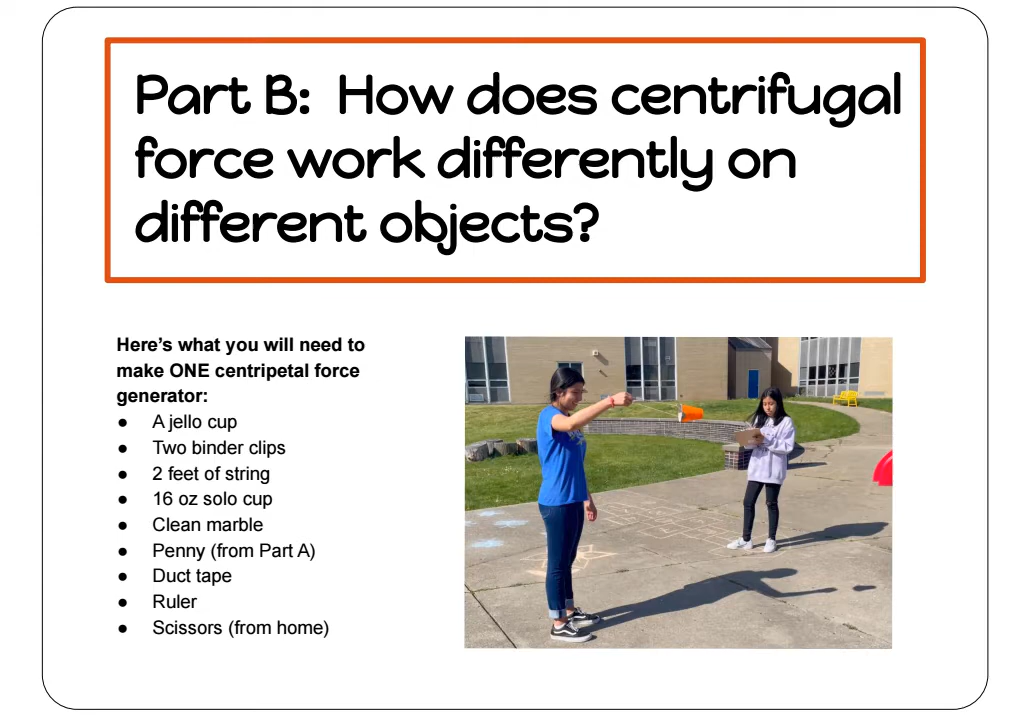 Part B: How does centrifugal
force work differently on
different objects?
Here’s what you will need to
make ONE centripetal force
generator:
● A jello cup
● Two binder clips
● 2 feet of string
● 16 oz solo cup
● Clean marble
● Penny (from Part A)
● Duct tape
● Ruler
● Scissors (from home)